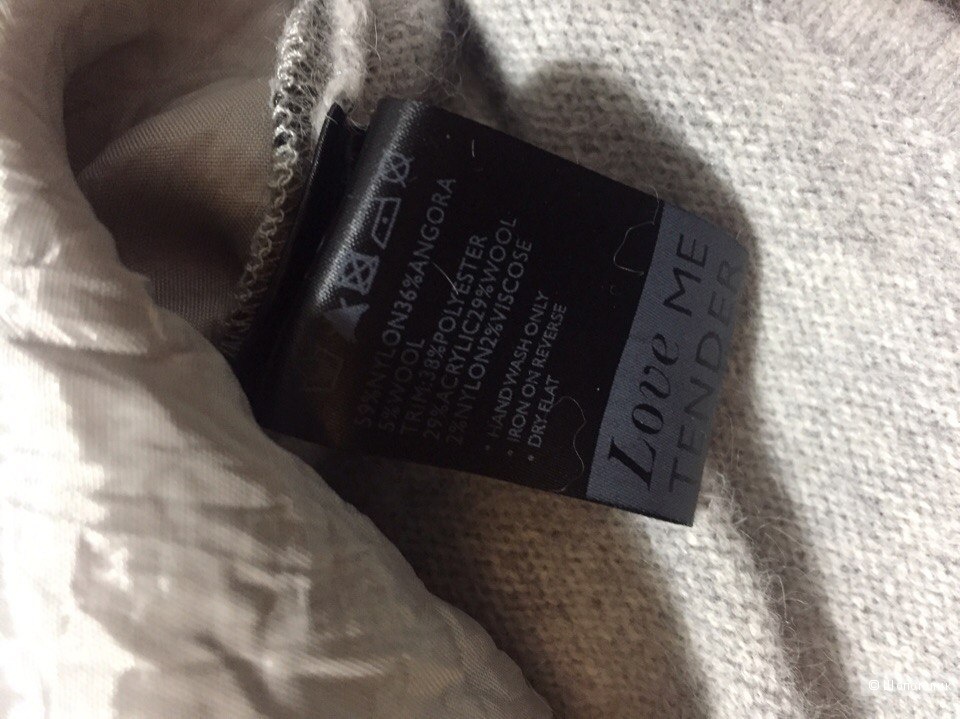 59%NYLON36%ANGORA
5%WOOL
TRIM:38%POLYESTER
29%ACRYLIC29%WOOL
2%NYLON2%VISCOSE
• HANDWASH ONLY
• IRON ON REVERSE
• DRY FLAT
Love ME
TENDER